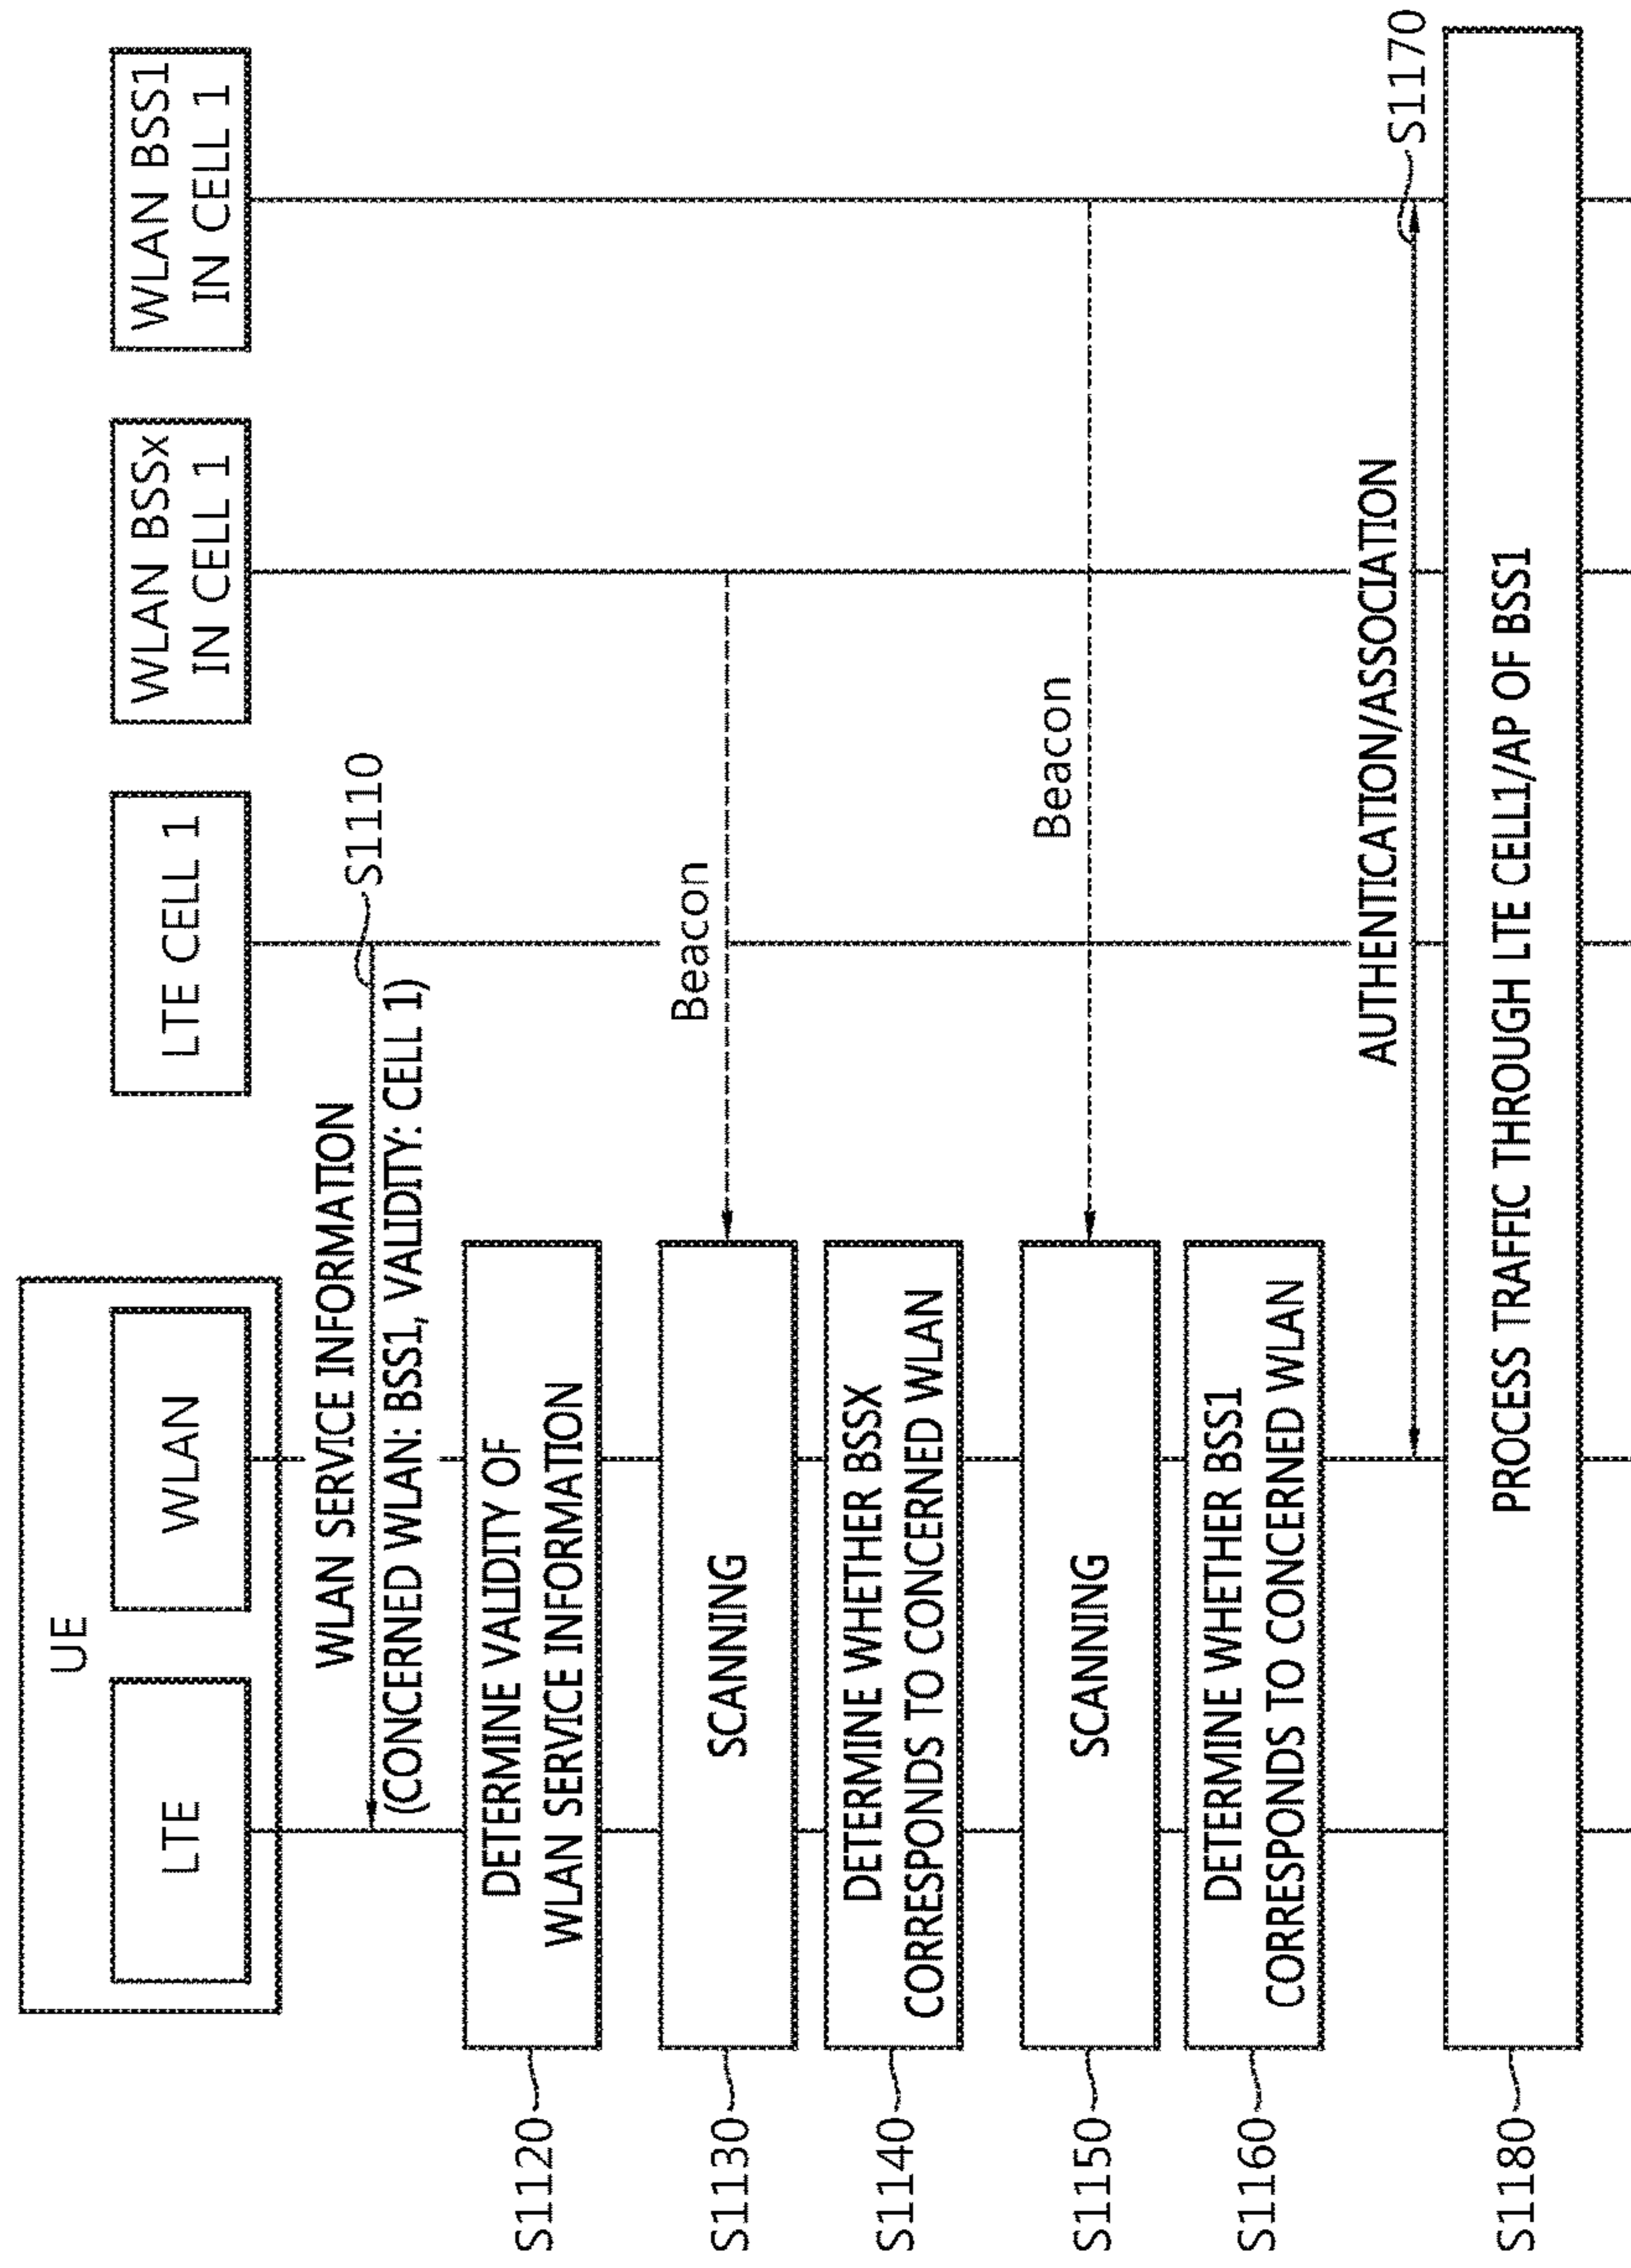 UE
LTE
WLAN
LTE CELL 1
WLAN BSSx
IN CELL 1
WLAN BSS1
IN CELL 1
WLAN SERVICE INFORMATION
S1110
(CONCERNED WLAN: BSS1, VALIDITY: CELL 1)
S1120
DETERMINE VALIDITY OF
WLAN SERVICE INFORMATION
Beacon
S1130
SCANNING
S1140
DETERMINE WHETHER BSSX
CORRESPONDS TO CONCERNED WLAN
Beacon
S1150
SCANNING
S1160
DETERMINE WHETHER BSS1
CORRESPONDS TO CONCERNED WLAN
AUTHENTICATION/ASSOCIATION
S1170
S1180
PROCESS TRAFFIC THROUGH LTE CELL1/AP OF BSS1